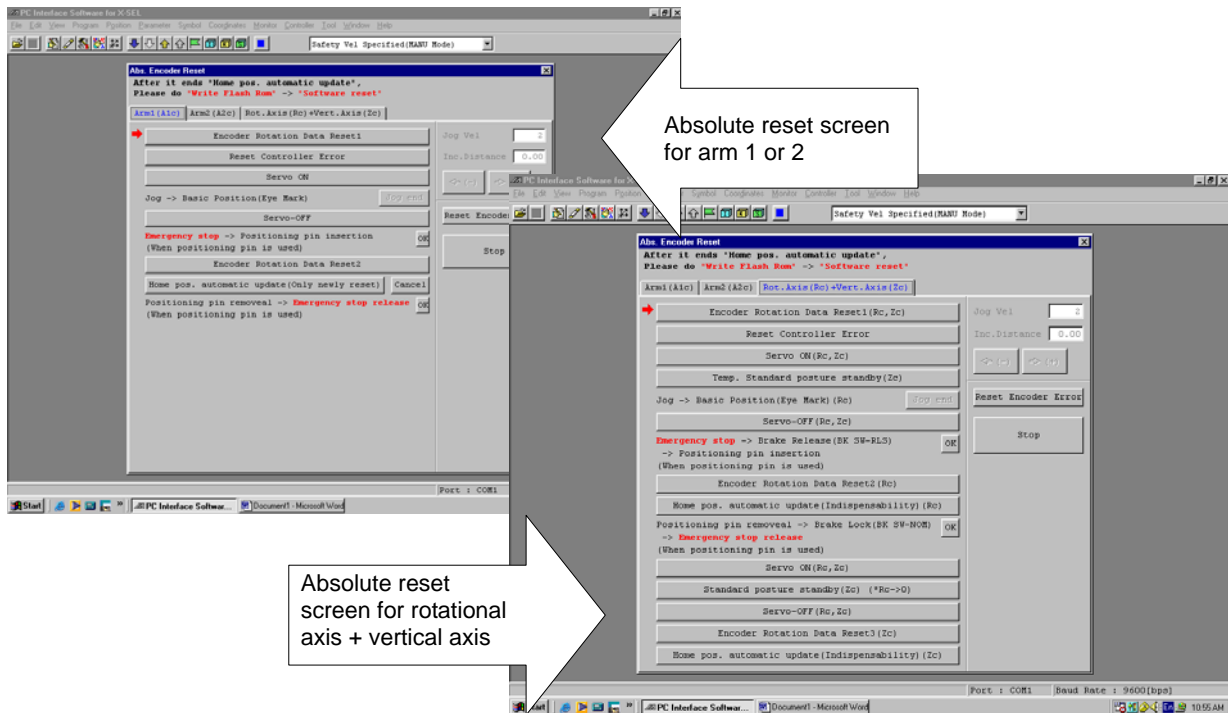 PC Interface Software for X-SEL
File Edit View Program Position Parameter Symbol Coordinates Monitor Controller Tool Window Help
Safety Vel Specified(MANU Mode)
Abs. Encoder Reset
After it ends "Home pos. automatic update",
Please do "Write Flash Rom" -> "Software reset"
Arm1(A1c) Arm2(A2c) Rot.Axis(Rc)+Vert.Axis(Zc)
Encoder Rotation Data Reset1
Reset Controller Error
Servo ON
Jog -> Basic Position(Eye Mark) Jog end
Servo-OFF
Emergency stop -> Positioning pin insertion OK
(When positioning pin is used)
Encoder Rotation Data Reset2
Home pos. automatic update(Only newly reset) Cancel
Positioning pin removeal -> Emergency stop release OK
(When positioning pin is used)
Jog Vel 2
Inc.Distance 0.00
<-(-)
Reset Encode
Stop
Port : COM1
Start PC Interface Softwar... Document1 - Microsoft Word
Absolute reset screen
for arm 1 or 2
PC Interface Software for X
File Edit View Program Position Symbol Coordinates Monitor Controller Tool Window Help
Safety Vel Specified(MANU Mode)
Abs. Encoder Reset
After it ends "Home pos. automatic update",
Please do "Write Flash Rom" -> "Software reset"
Arm1(A1c) Arm2(A2c) Rot.Axis(Rc)+Vert.Axis(Zc)
Encoder Rotation Data Reset1(Rc,Zc)
Reset Controller Error
Servo ON(Rc,Zc)
Temp. Standard posture standby(Zc)
Jog -> Basic Position(Eye Mark)(Rc) Jog end
Servo-OFF(Rc,Zc)
Emergency stop -> Brake Release(BK SW-RLS) OK
-> Positioning pin insertion
(When positioning pin is used)
Encoder Rotation Data Reset2(Rc)
Home pos. automatic update(Indispensability)(Rc)
Positioning pin removeal -> Brake Lock(BK SW-NOM) OK
-> Emergency stop release
(When positioning pin is used)
Servo ON(Rc,Zc)
Standard posture standby(Zc) (*Rc->0)
Servo-OFF(Rc,Zc)
Encoder Rotation Data Reset3(Zc)
Home pos. automatic update(Indispensability)(Zc)
Jog Vel 2
Inc.Distance 0.00
<-(-) <-(+)
Reset Encoder Error
Stop
Port : COM1 Baud Rate : 9600[bps]
PC Interface Softwar... Document1 - Microsoft Word 10:55 AM
Absolute reset
screen for rotational
axis + vertical axis